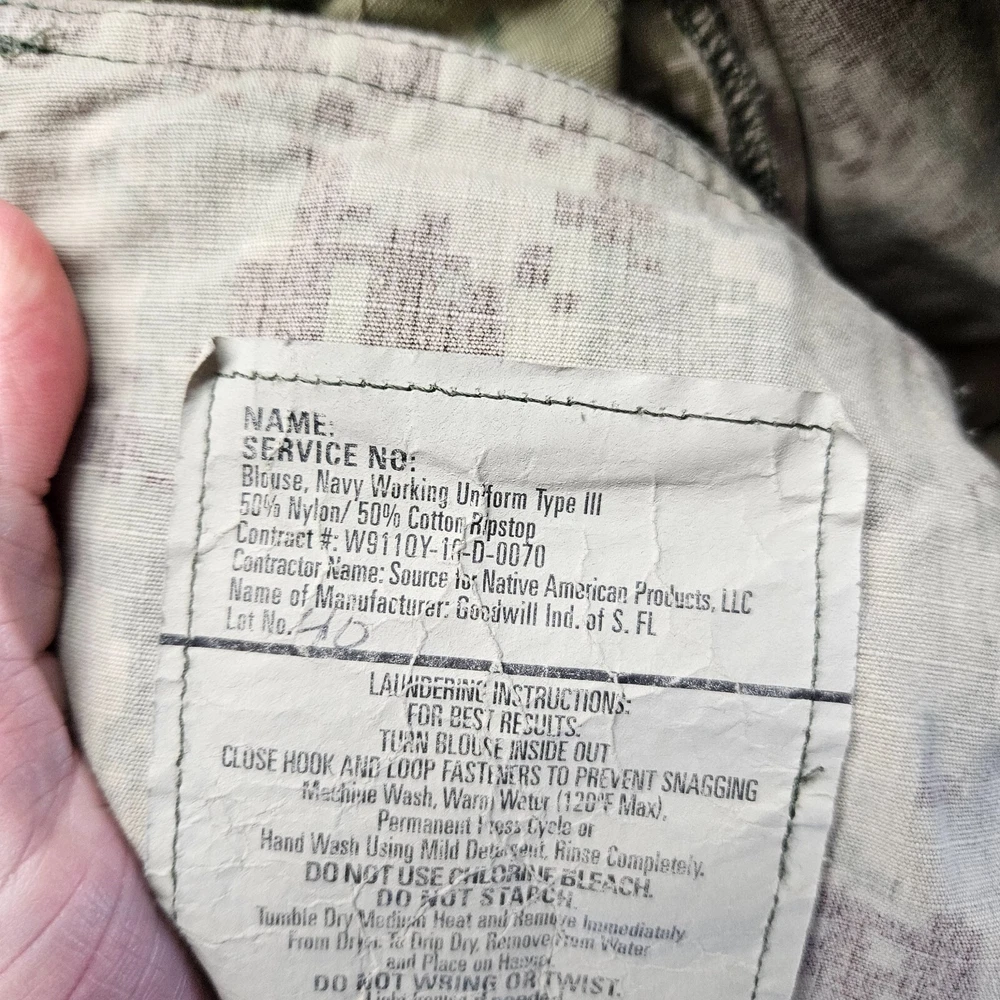 NAME:
SERVICE NO:
Blouse, Navy Working Uniform Type III
50% Nylon/ 50% Cotton Ripstop
Contract #:
Contractor Name: Source for Native American Products, LLC
Name of Manufacturer: Goodwill Ind. of S. FL
Lot No. 40
LAUNDERING INSTRUCTIONS:
FOR BEST RESULTS:
TURN BLOUSE INSIDE OUT
CLOSE HOOK AND LOOP FASTENERS TO PREVENT SNAGGING
Machine Wash, Warm Water (120°F Max),
Permanent Press Cycle or
Hand Wash Using Mild Detergent, Rinse Completely.
DO NOT USE CHLORINE BLEACH.
DO NOT STARCH.
Tumble Dry Medium Heat and Remove Immediately
From Dryer. To Drip Dry, Remove From Water
and Place on Hanger.
DO NOT WRING OR TWIST.